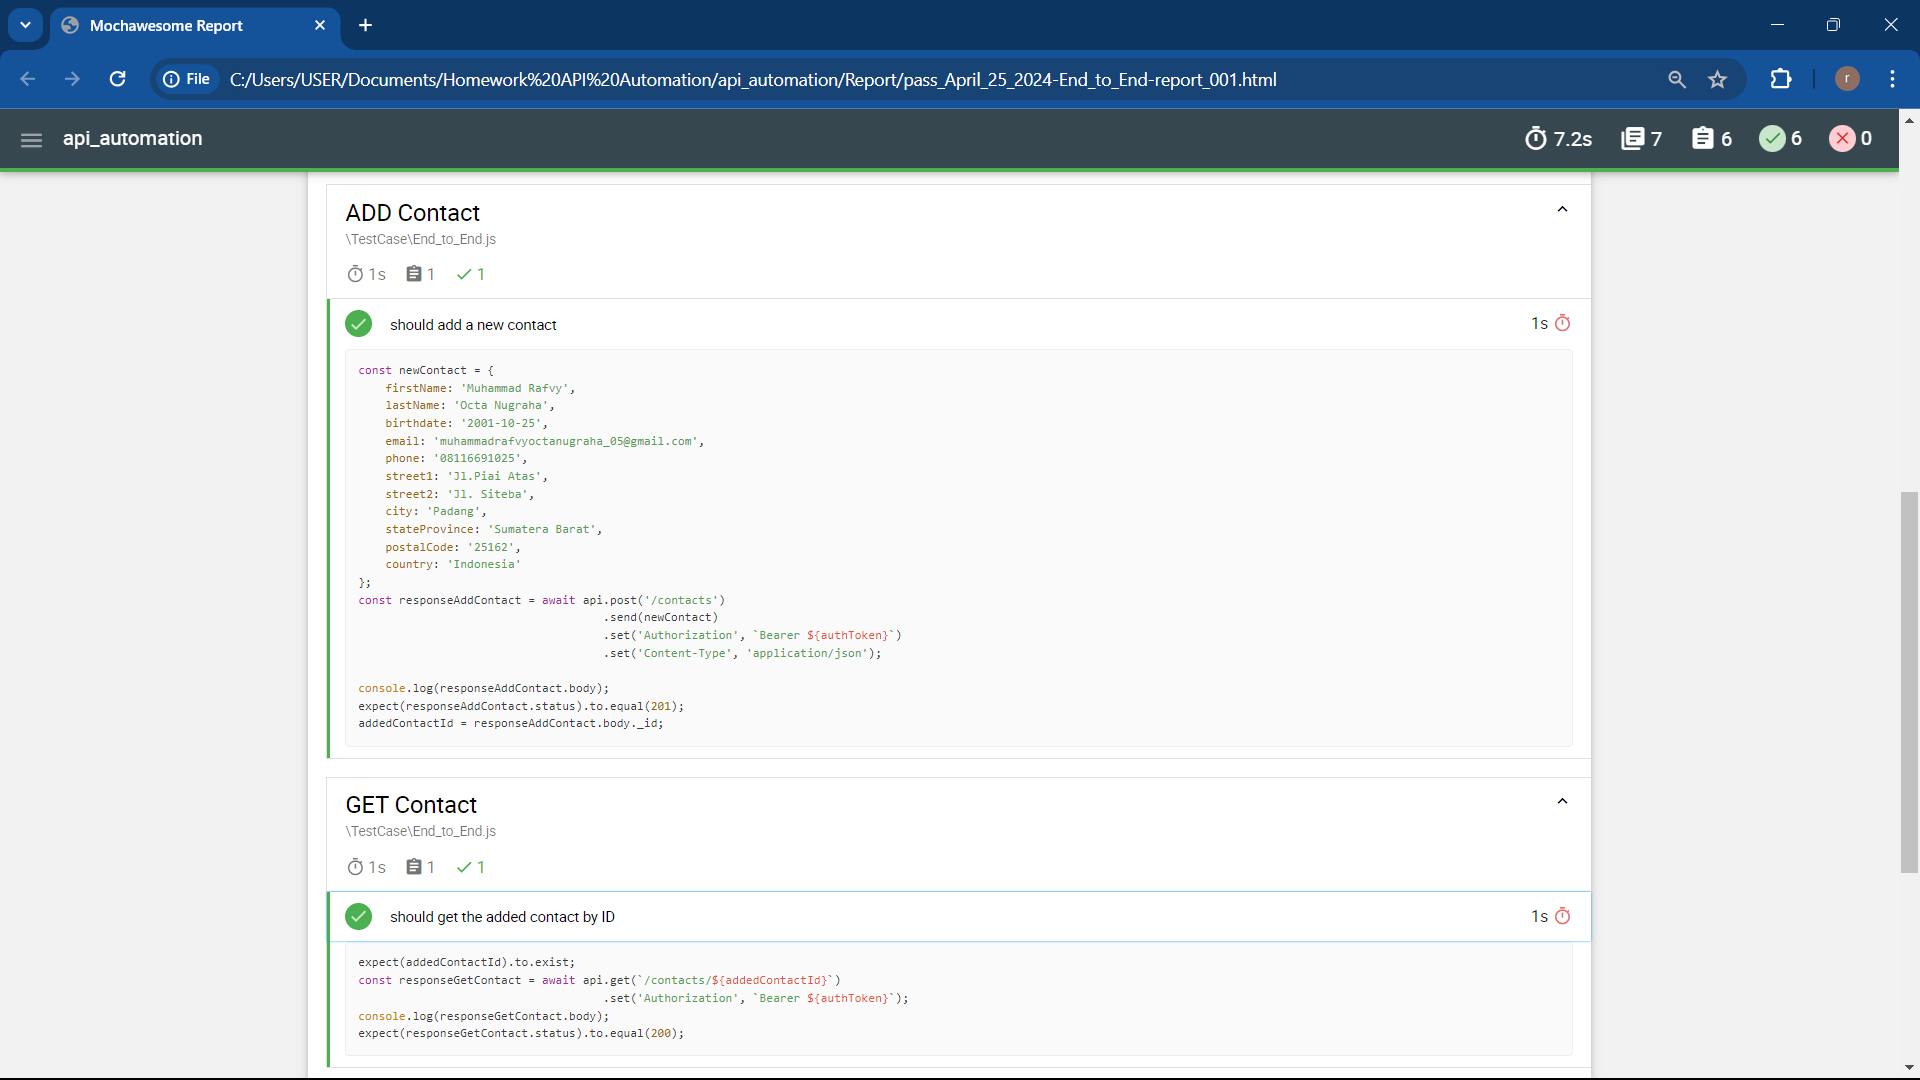 Mochawesome Report
File
C:/Users/USER/Documents/Homework%20API%20Automation/api_automation/Report/pass_April_25_2024-End_to_End-report_001.html
r
api_automation
7.2s 7 6 6 0
ADD Contact
\TestCase\End_to_End.js
1s 1 1
should add a new contact 1s
const newContact = {
    firstName: 'Muhammad Rafvy',
    lastName: 'Octa Nugraha',
    birthdate: '2001-10-25',
    email: 'muhammadrafvyoctanugraha_05@gmail.com',
    phone: '08116691025',
    street1: 'Jl.Piai Atas',
    street2: 'Jl. Siteba',
    city: 'Padang',
    stateProvince: 'Sumatera Barat',
    postalCode: '25162',
    country: 'Indonesia'
};
const responseAddContact = await api.post('/contacts')
                                    .send(newContact)
                                    .set('Authorization', `Bearer ${authToken}`)
                                    .set('Content-Type', 'application/json');
console.log(responseAddContact.body);
expect(responseAddContact.status).to.equal(201);
addedContactId = responseAddContact.body._id;
GET Contact
\TestCase\End_to_End.js
1s 1 1
should get the added contact by ID 1s
expect(addedContactId).to.exist;
const responseGetContact = await api.get(`/contacts/${addedContactId}`)
                                    .set('Authorization', `Bearer ${authToken}`);
console.log(responseGetContact.body);
expect(responseGetContact.status).to.equal(200);